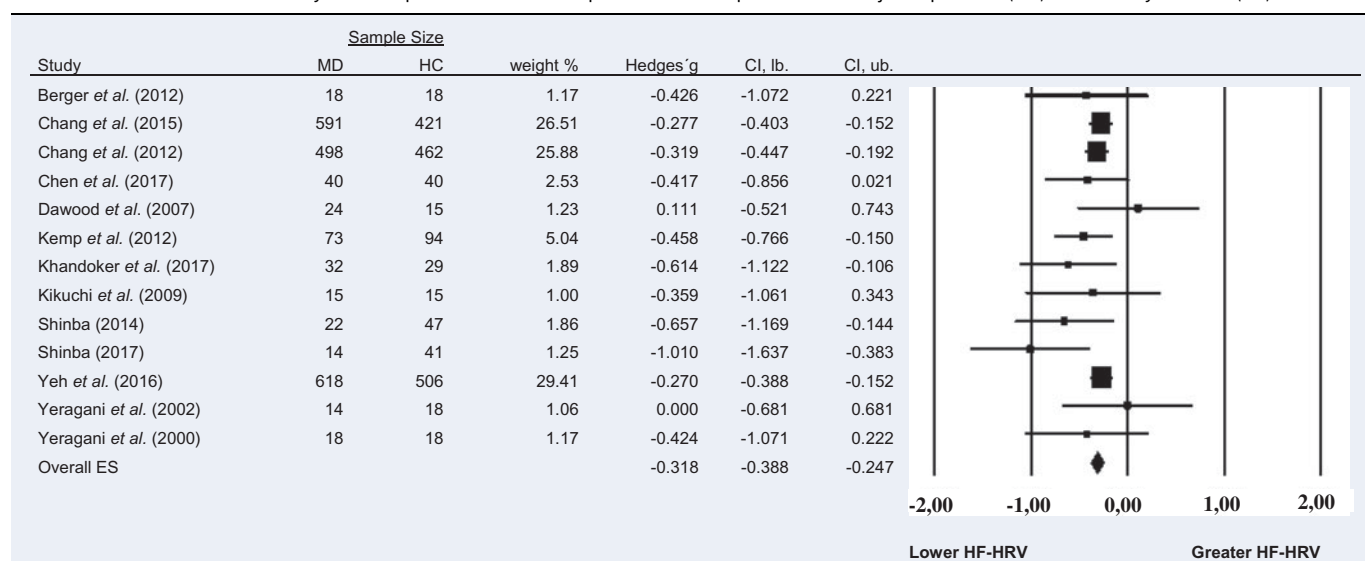 Sample Size
Study MD HC weight % Hedges´g CI, lb. CI, ub.
Berger et al. (2012) 18 18 1.17 -0.426 -1.072 0.221
Chang et al. (2015) 591 421 26.51 -0.277 -0.403 -0.152
Chang et al. (2012) 498 462 25.88 -0.319 -0.447 -0.192
Chen et al. (2017) 40 40 2.53 -0.417 -0.856 0.021
Dawood et al. (2007) 24 15 1.23 0.111 -0.521 0.743
Kemp et al. (2012) 73 94 5.04 -0.458 -0.766 -0.150
Khandoker et al. (2017) 32 29 1.89 -0.614 -1.122 -0.106
Kikuchi et al. (2009) 15 15 1.00 -0.359 -1.061 0.343
Shinba (2014) 22 47 1.86 -0.657 -1.169 -0.144
Shinba (2017) 14 41 1.25 -1.010 -1.637 -0.383
Yeh et al. (2016) 618 506 29.41 -0.270 -0.388 -0.152
Yeragani et al. (2002) 14 18 1.06 0.000 -0.681 0.681
Yeragani et al. (2000) 18 18 1.17 -0.424 -1.071 0.222
Overall ES -0.318 -0.388 -0.247
-2,00 -1,00 0,00 1,00 2,00
Lower HF-HRV Greater HF-HRV